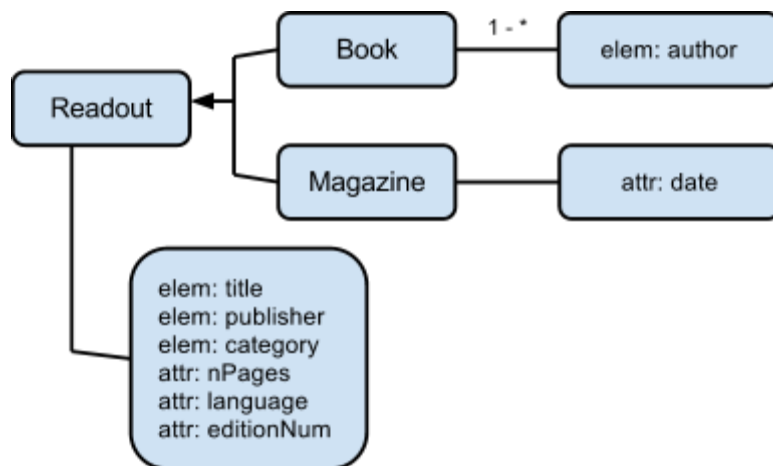 Book
1 - *
elem: author
Readout
Magazine
attr: date
elem: title
elem: publisher
elem: category
attr: nPages
attr: language
attr: editionNum